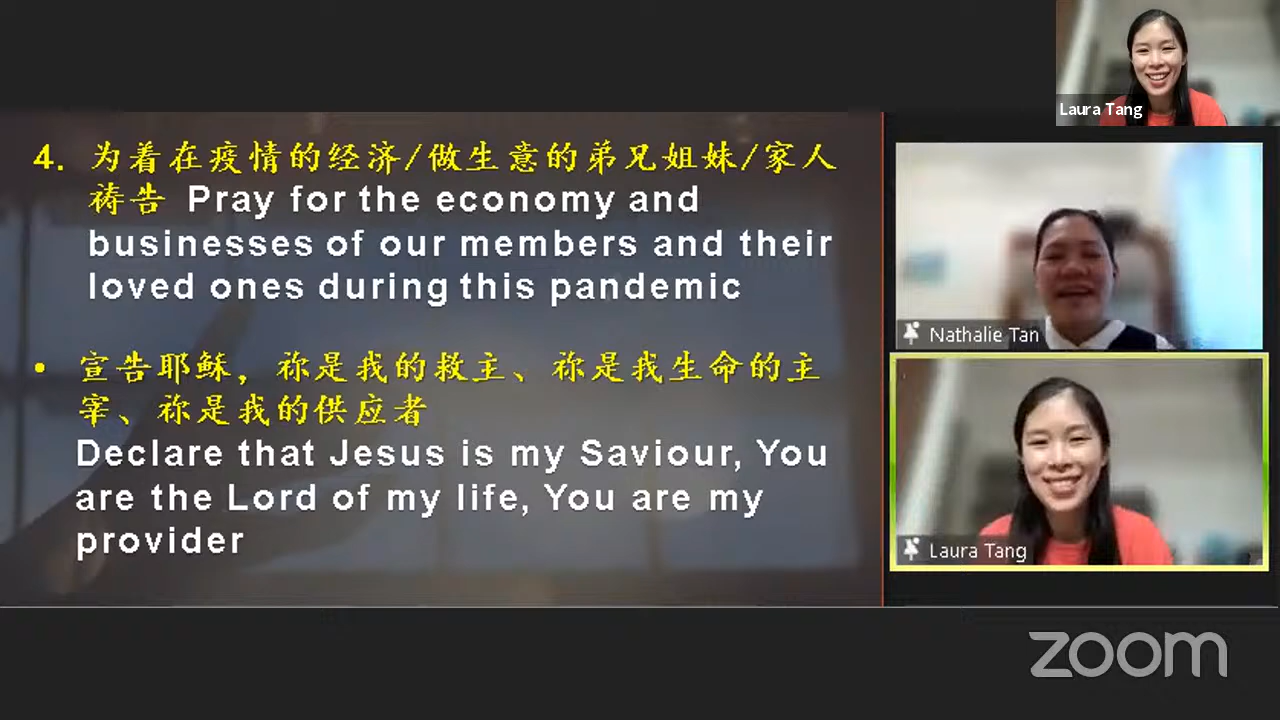 Laura Tang
4. 为着在疫情的经济/做生意的弟兄姐妹/家人
祷告 Pray for the economy and
businesses of our members and their
loved ones during this pandemic
• 宣告耶稣，祢是我的救主、祢是我生命的主
宰、祢是我的供应者
Declare that Jesus is my Saviour, You
are the Lord of my life, You are my
provider
Nathalie Tan
Laura Tang
zoom